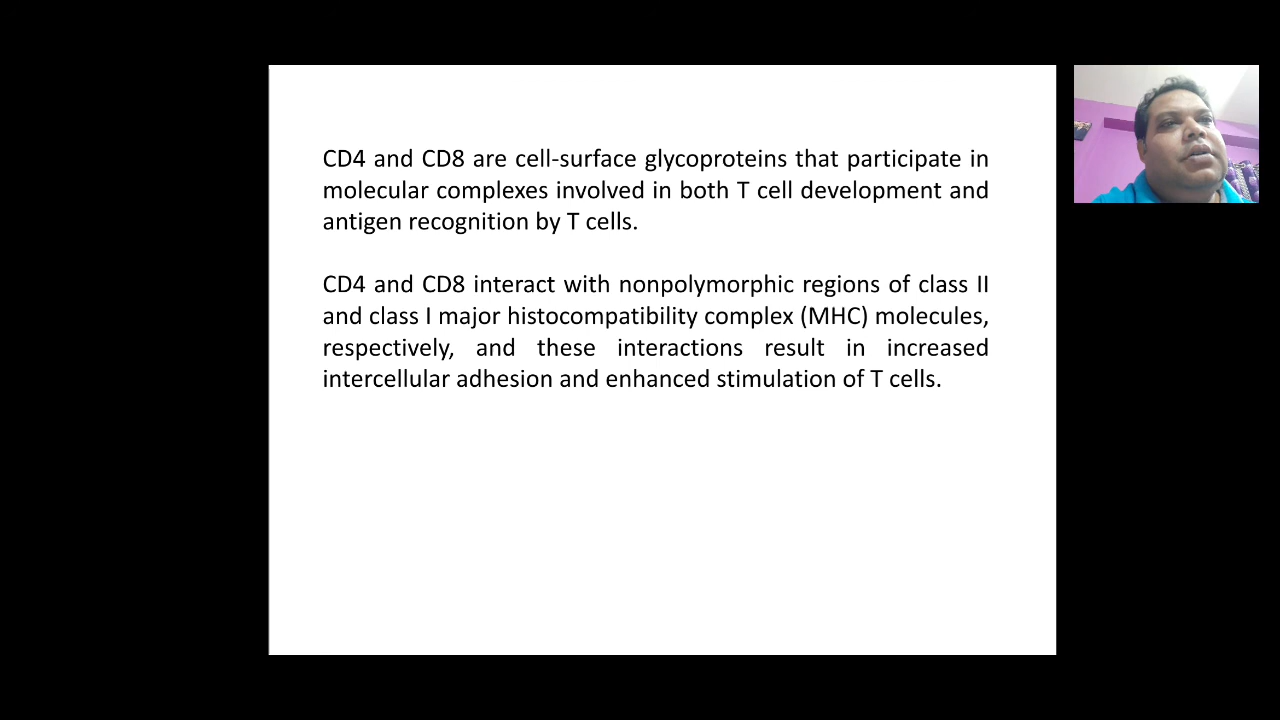 CD4 and CD8 are cell-surface glycoproteins that participate in
molecular complexes involved in both T cell development and
antigen recognition by T cells.
CD4 and CD8 interact with nonpolymorphic regions of class II
and class I major histocompatibility complex (MHC) molecules,
respectively, and these interactions result in increased
intercellular adhesion and enhanced stimulation of T cells.